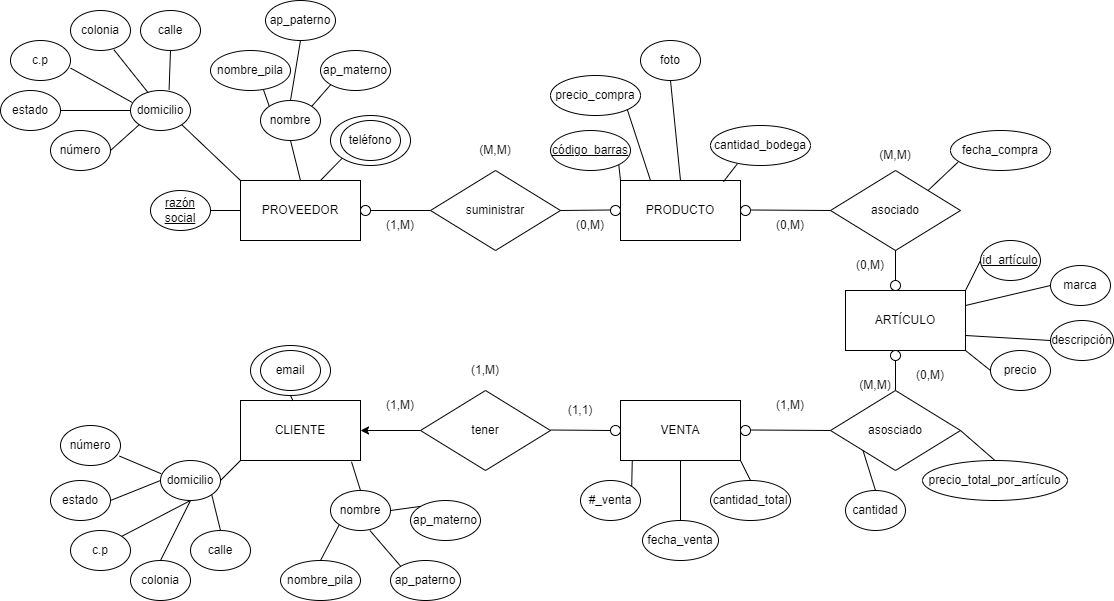 ap_paterno
colonia
calle
c.p
nombre_pila
ap_materno
foto
estado
domicilio
nombre
precio_compra
número
teléfono
código_barras
cantidad_bodega
fecha_compra
(M,M)
(M,M)
razón
social
PROVEEDOR
suministrar
PRODUCTO
asociado
(1,M)
(0,M)
(0,M)
(0,M)
id_artículo
marca
ARTÍCULO
descripción
email
(1,M)
precio
(0,M)
(M,M)
(1,M)
(1,1)
(1,M)
CLIENTE
tener
VENTA
asosciado
número
domicilio
precio_total_por_artículo
estado
#_venta
cantidad_total
nombre
cantidad
ap_materno
c.p
calle
fecha_venta
colonia
nombre_pila
ap_paterno